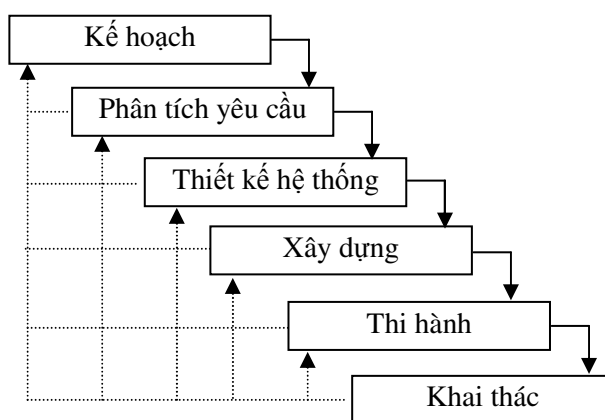 Kế hoạch
Phân tích yêu cầu
Thiết kế hệ thống
Xây dựng
Thi hành
Khai thác